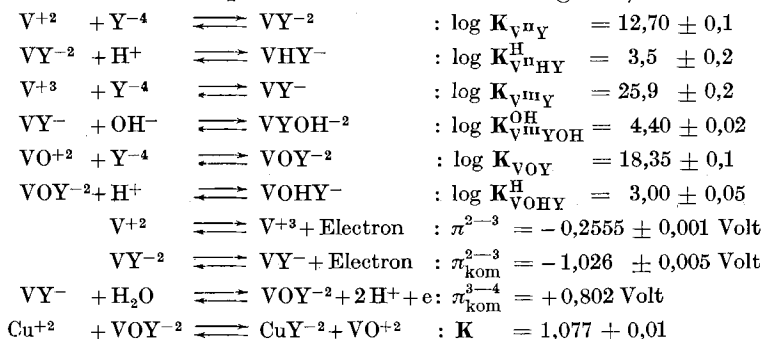 V+2 + Y-4 ⇌ VY-2 : log K_VIIY = 12,70 ± 0,1
VY-2 + H+ ⇌ VHY- : log K^H_VIIHY = 3,5 ± 0,2
V+3 + Y-4 ⇌ VY- : log K_VIIIY = 25,9 ± 0,2
VY- + OH- ⇌ VYOH-2 : log K^OH_VIIIYOH = 4,40 ± 0,02
VO+2 + Y-4 ⇌ VOY-2 : log K_VOY = 18,35 ± 0,1
VOY-2 + H+ ⇌ VOHY- : log K^H_VOHY = 3,00 ± 0,05
V+2 ⇌ V+3 + Electron : π^2—3 = - 0,2555 ± 0,001 Volt
VY-2 ⇌ VY- + Electron : π^2—3_kom = - 1,026 ± 0,005 Volt
VY- + H2O ⇌ VOY-2 + 2 H+ + e : π^3—4_kom = + 0,802 Volt
Cu+2 + VOY-2 ⇌ CuY-2 + VO+2 : K = 1,077 + 0,01